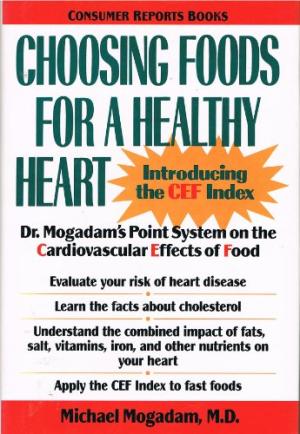 CONSUMER REPORTS BOOKS
CHOOSING FOODS
FOR A HEALTHY
HEART
Introducing
the CEF Index
Dr. Mogadam's Point System on the
Cardiovascular Effects of Food
Evaluate your risk of heart disease
Learn the facts about cholesterol
Understand the combined impact of fats,
salt, vitamins, iron, and other nutrients on
your heart
Apply the CEF Index to fast foods
Michael Mogadam, M.D.